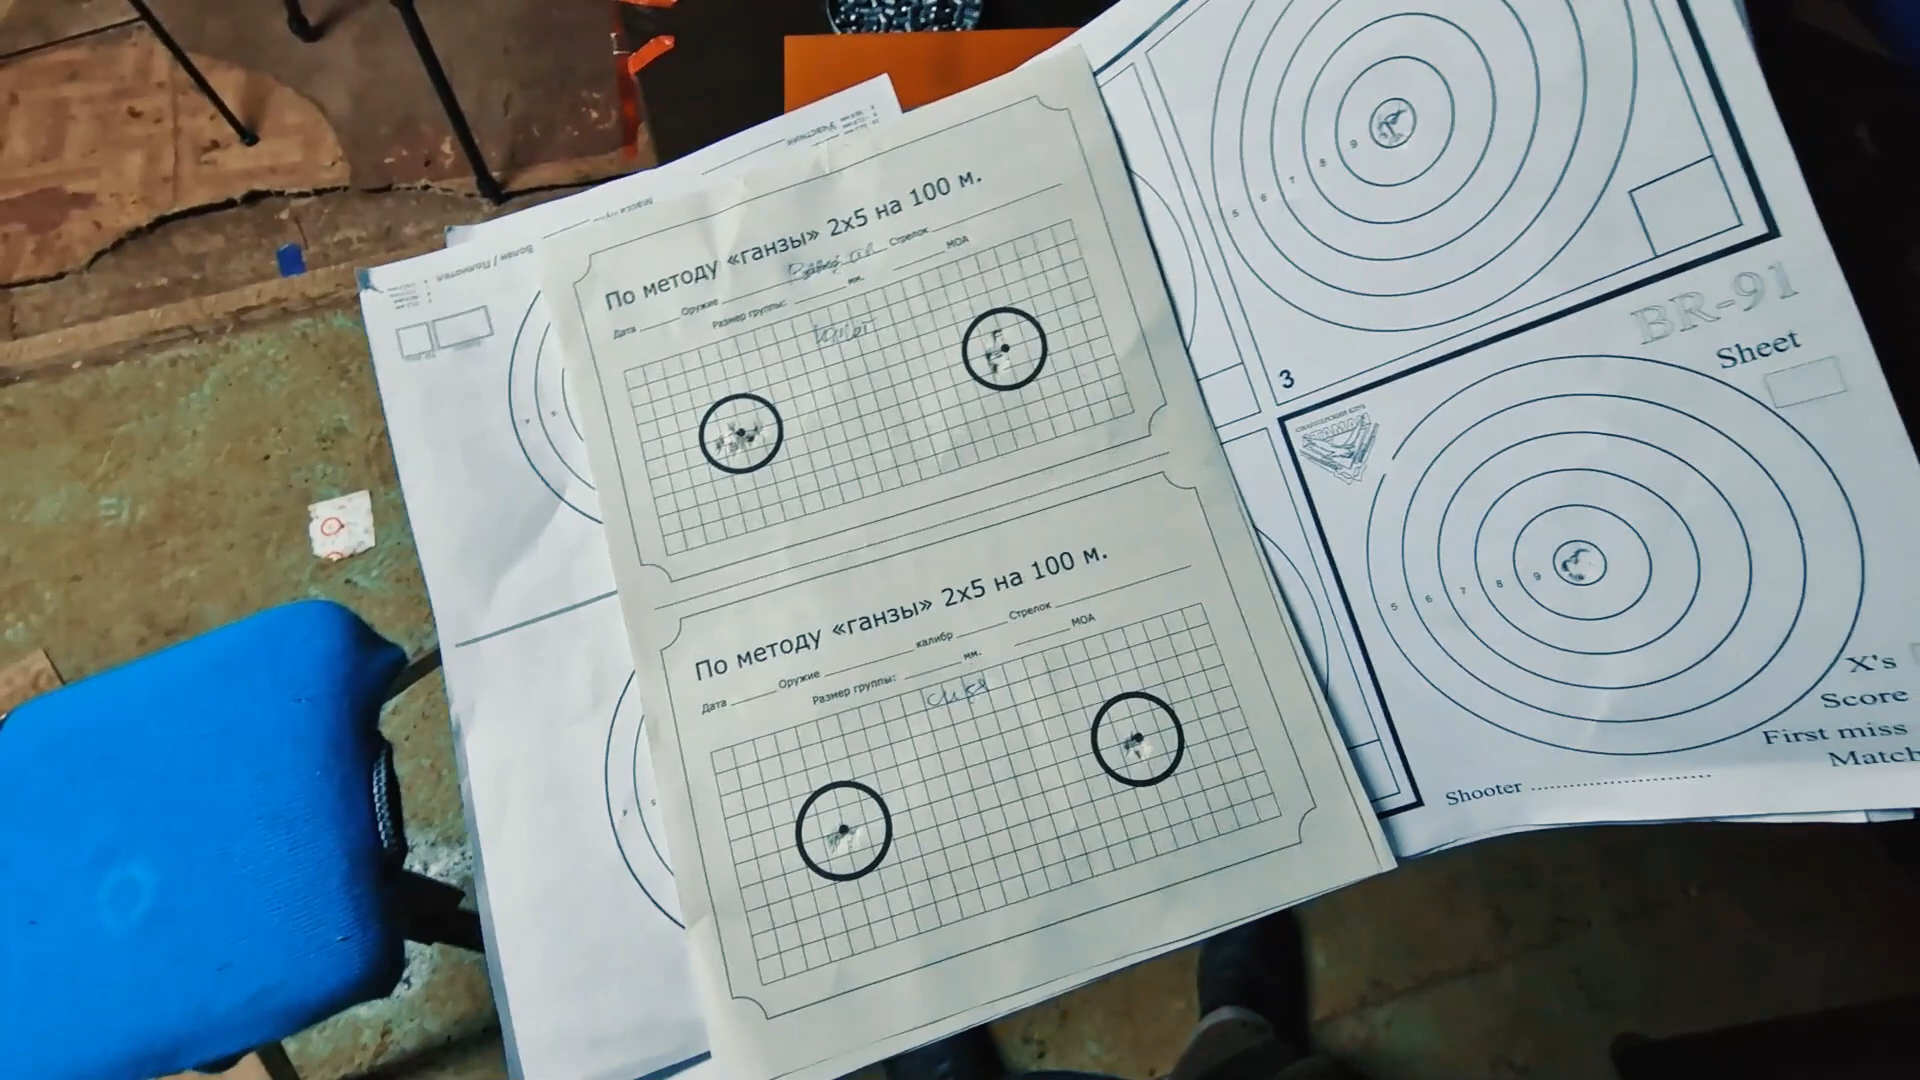 По методу «ганзы» 2х5 на 100 м.
Дата Оружие Стрелок
Размер группы: мм. МОА
По методу «ганзы» 2х5 на 100 м.
Дата Оружие калибр Стрелок
Размер группы: мм. МОА
Участник
5 6 7 8 9
3
BR-91
Sheet
5 6 7 8 9
X's
Score
First miss
Match
Shooter